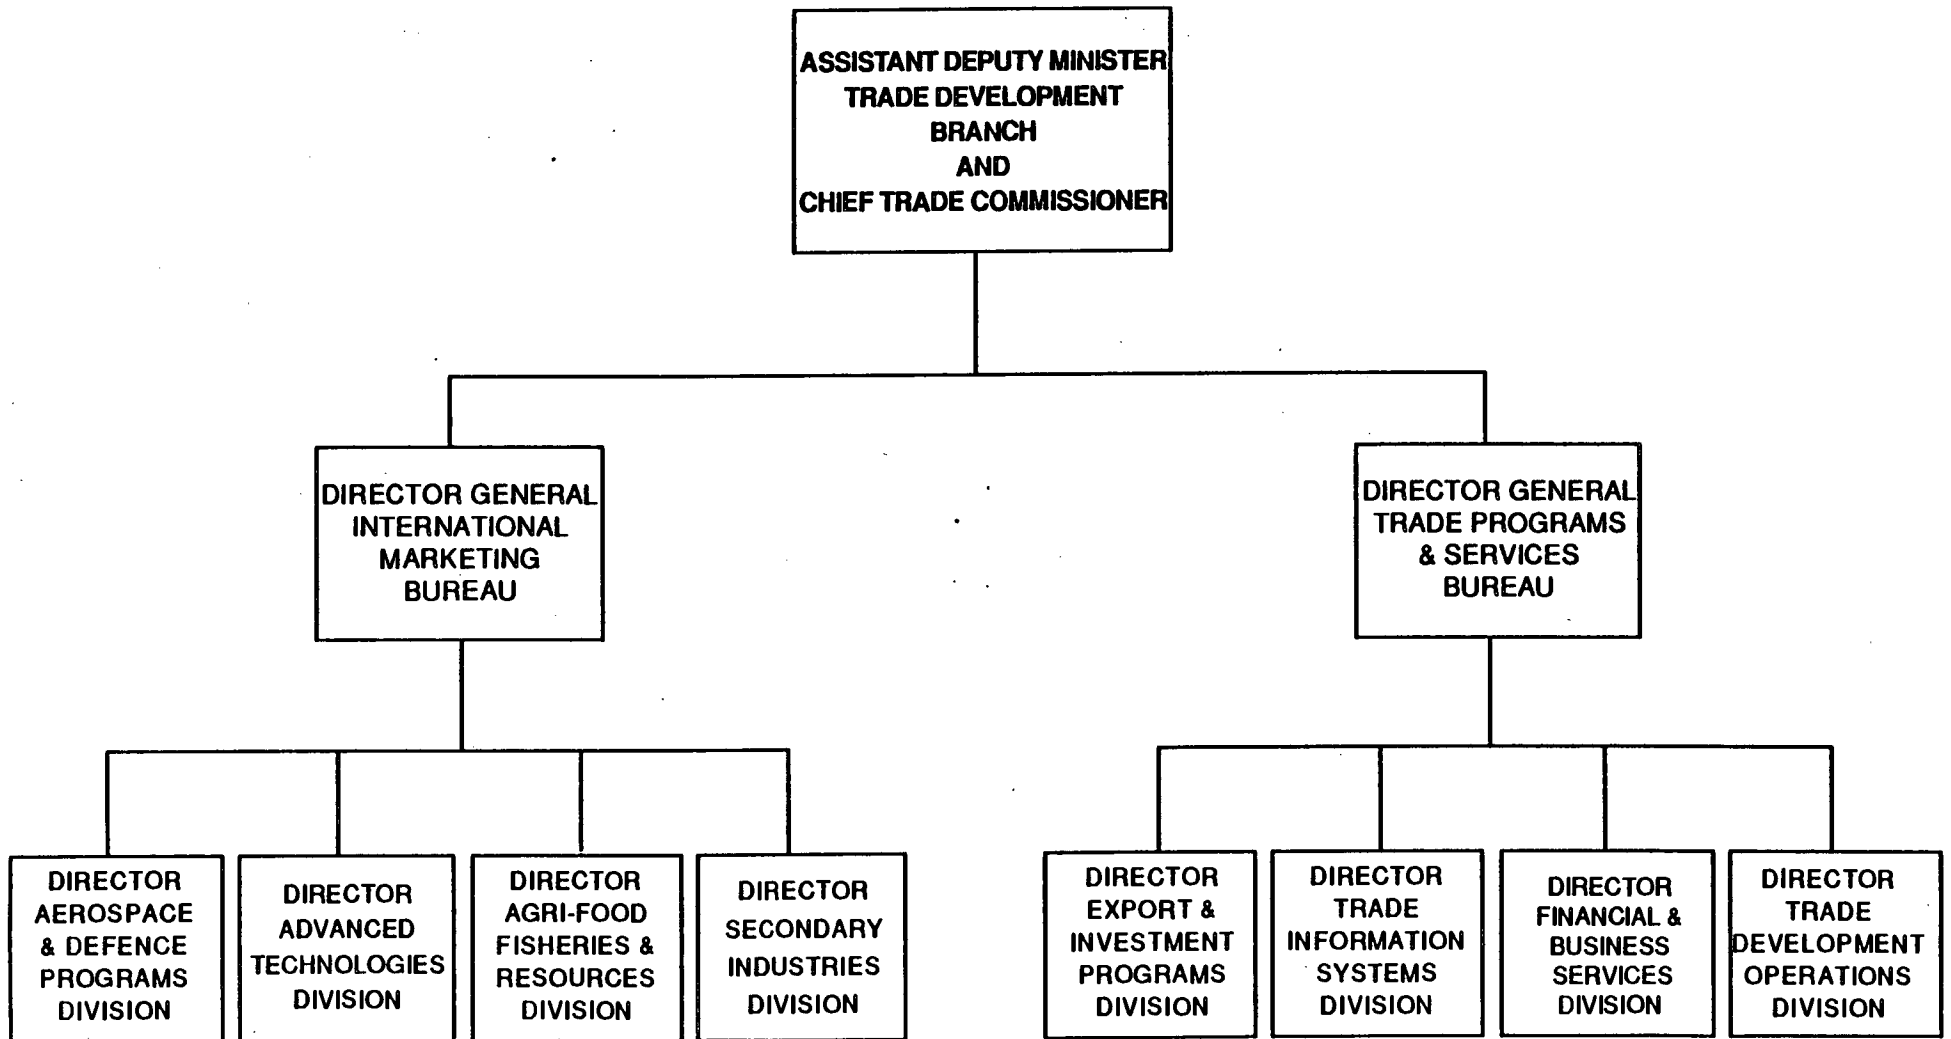 ASSISTANT DEPUTY MINISTER
TRADE DEVELOPMENT
BRANCH
AND
CHIEF TRADE COMMISSIONER
DIRECTOR GENERAL
INTERNATIONAL
MARKETING
BUREAU
DIRECTOR GENERAL
TRADE PROGRAMS
& SERVICES
BUREAU
DIRECTOR
AEROSPACE
& DEFENCE
PROGRAMS
DIVISION
DIRECTOR
ADVANCED
TECHNOLOGIES
DIVISION
DIRECTOR
AGRI-FOOD
FISHERIES &
RESOURCES
DIVISION
DIRECTOR
SECONDARY
INDUSTRIES
DIVISION
DIRECTOR
EXPORT &
INVESTMENT
PROGRAMS
DIVISION
DIRECTOR
TRADE
INFORMATION
SYSTEMS
DIVISION
DIRECTOR
FINANCIAL &
BUSINESS
SERVICES
DIVISION
DIRECTOR
TRADE
DEVELOPMENT
OPERATIONS
DIVISION